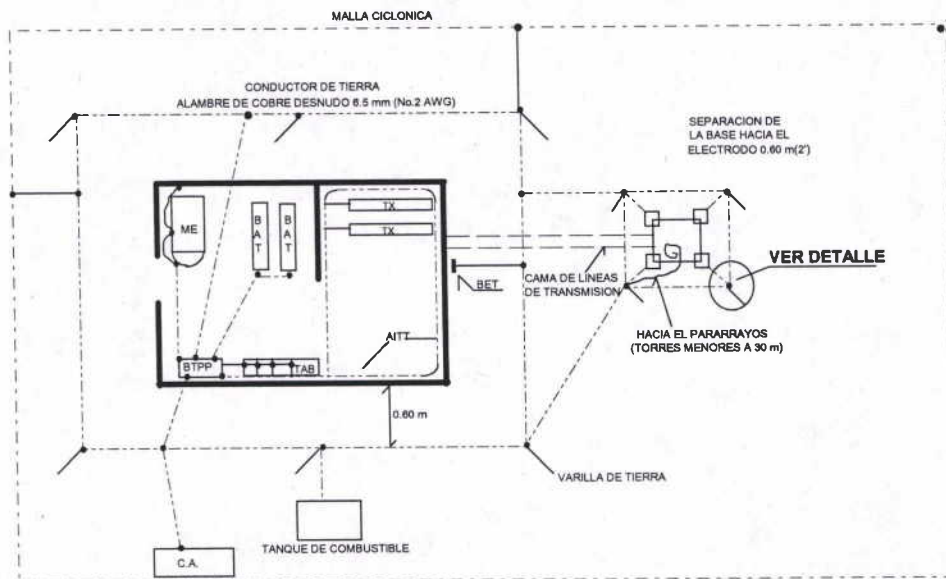 MALLA CICLONICA
CONDUCTOR DE TIERRA
ALAMBRE DE COBRE DESNUDO 6.5 mm (No.2 AWG)
SEPARACION DE
LA BASE HACIA EL
ELECTRODO 0.60 m(2')
ME
BAT
BAT
TX
TX
VER DETALLE
BET
CAMA DE LINEAS
DE TRANSMISION
HACIA EL PARARRAYOS
(TORRES MENORES A 30 m)
AITT
BTPP
TAB
0.60 m
VARILLA DE TIERRA
TANQUE DE COMBUSTIBLE
C.A.